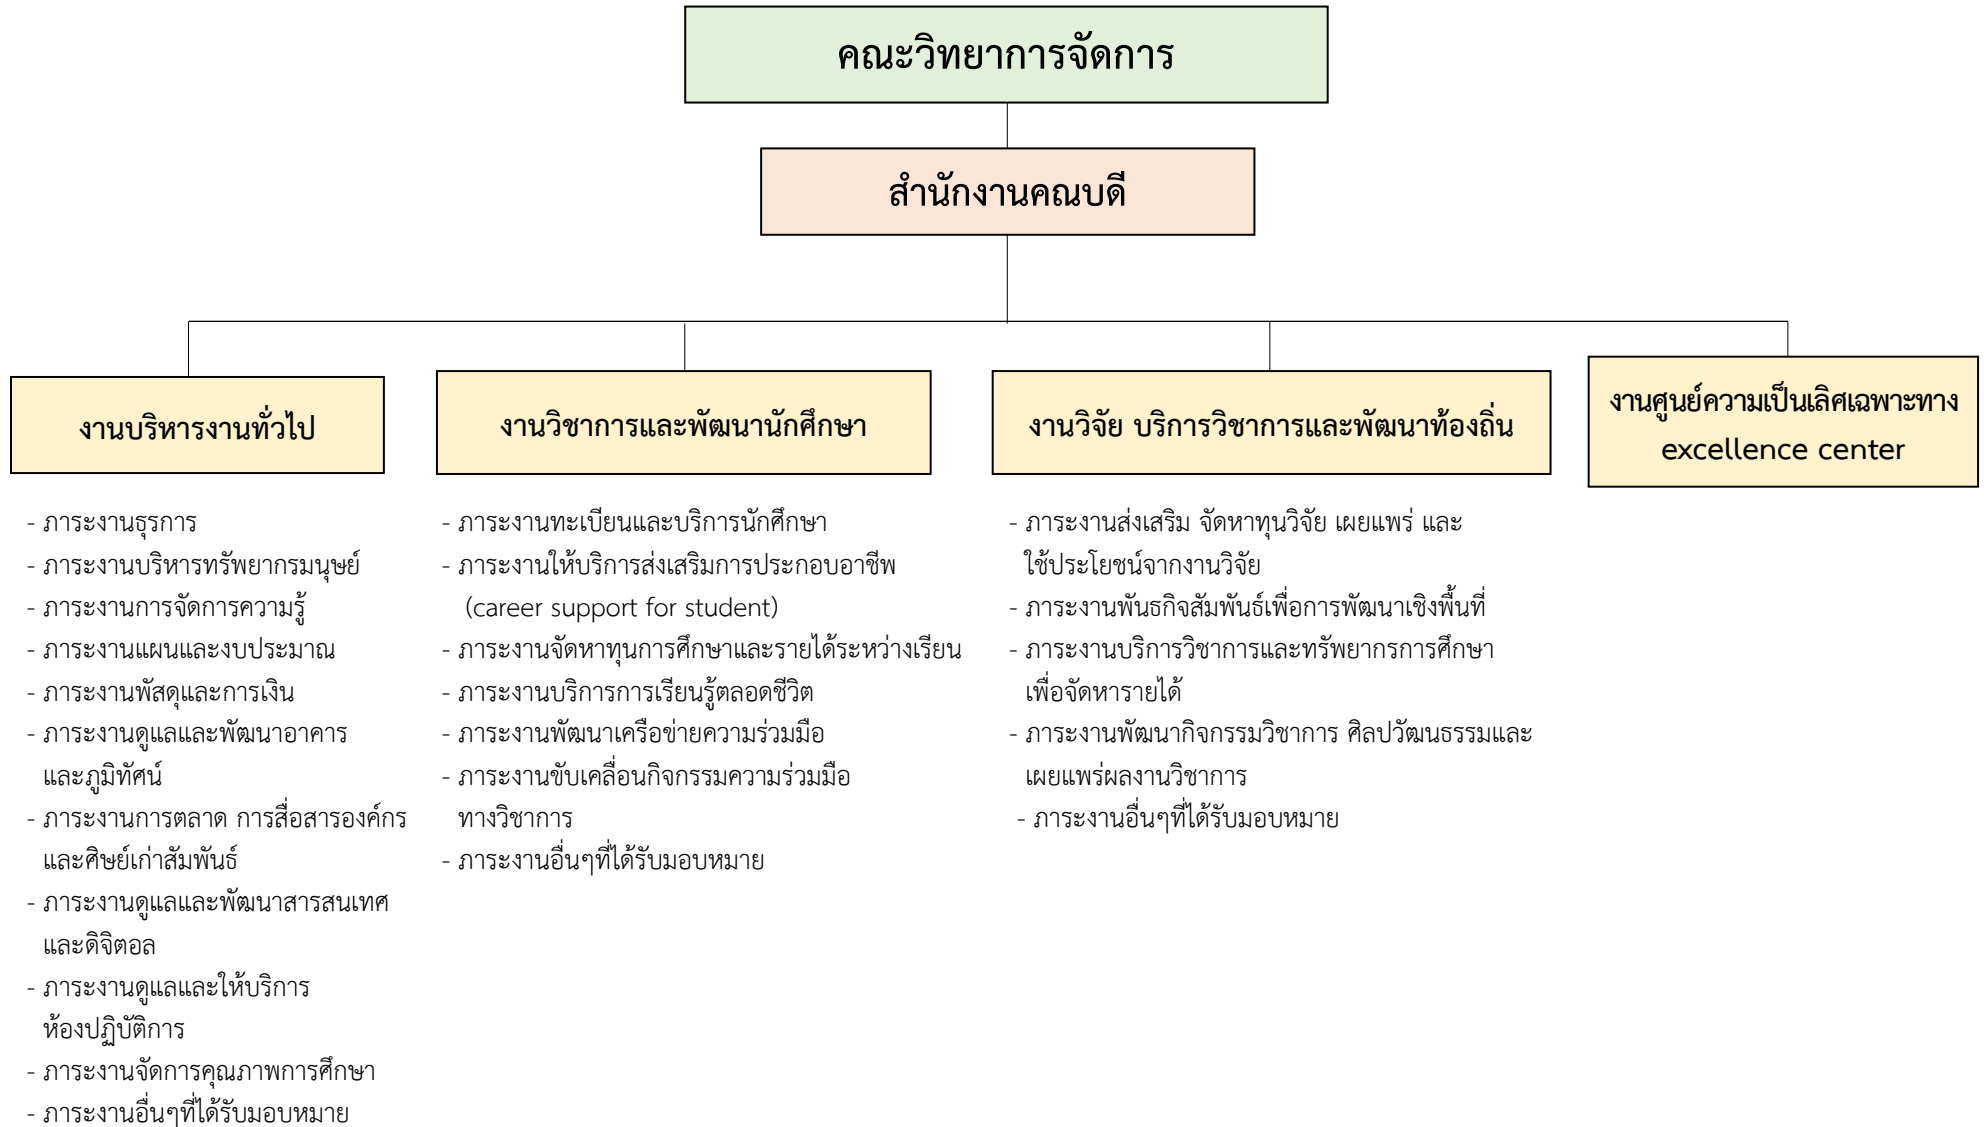 คณะวิทยาการจัดการ
สำนักงานคณบดี
งานบริหารงานทั่วไป
- ภาระงานธุรการ
- ภาระงานบริหารทรัพยากรมนุษย์
- ภาระงานการจัดการความรู้
- ภาระงานแผนและงบประมาณ
- ภาระงานพัสดุและการเงิน
- ภาระงานดูแลและพัฒนาอาคาร
และภูมิทัศน์
- ภาระงานการตลาด การสื่อสารองค์กร
และศิษย์เก่าสัมพันธ์
- ภาระงานดูแลและพัฒนาสารสนเทศ
และดิจิตอล
- ภาระงานดูแลและให้บริการ
ห้องปฏิบัติการ
- ภาระงานจัดการคุณภาพการศึกษา
- ภาระงานอื่นๆที่ได้รับมอบหมาย
งานวิชาการและพัฒนานักศึกษา
- ภาระงานทะเบียนและบริการนักศึกษา
- ภาระงานให้บริการส่งเสริมการประกอบอาชีพ
(career support for student)
- ภาระงานจัดหาทุนการศึกษาและรายได้ระหว่างเรียน
- ภาระงานบริการการเรียนรู้ตลอดชีวิต
- ภาระงานพัฒนาเครือข่ายความร่วมมือ
- ภาระงานขับเคลื่อนกิจกรรมความร่วมมือ
ทางวิชาการ
- ภาระงานอื่นๆที่ได้รับมอบหมาย
งานวิจัย บริการวิชาการและพัฒนาท้องถิ่น
- ภาระงานส่งเสริม จัดหาทุนวิจัย เผยแพร่ และ
ใช้ประโยชน์จากงานวิจัย
- ภาระงานพันธกิจสัมพันธ์เพื่อการพัฒนาเชิงพื้นที่
- ภาระงานบริการวิชาการและทรัพยากรการศึกษา
เพื่อจัดหารายได้
- ภาระงานพัฒนากิจกรรมวิชาการ ศิลปวัฒนธรรมและ
เผยแพร่ผลงานวิชาการ
- ภาระงานอื่นๆที่ได้รับมอบหมาย
งานศูนย์ความเป็นเลิศเฉพาะทาง
excellence center